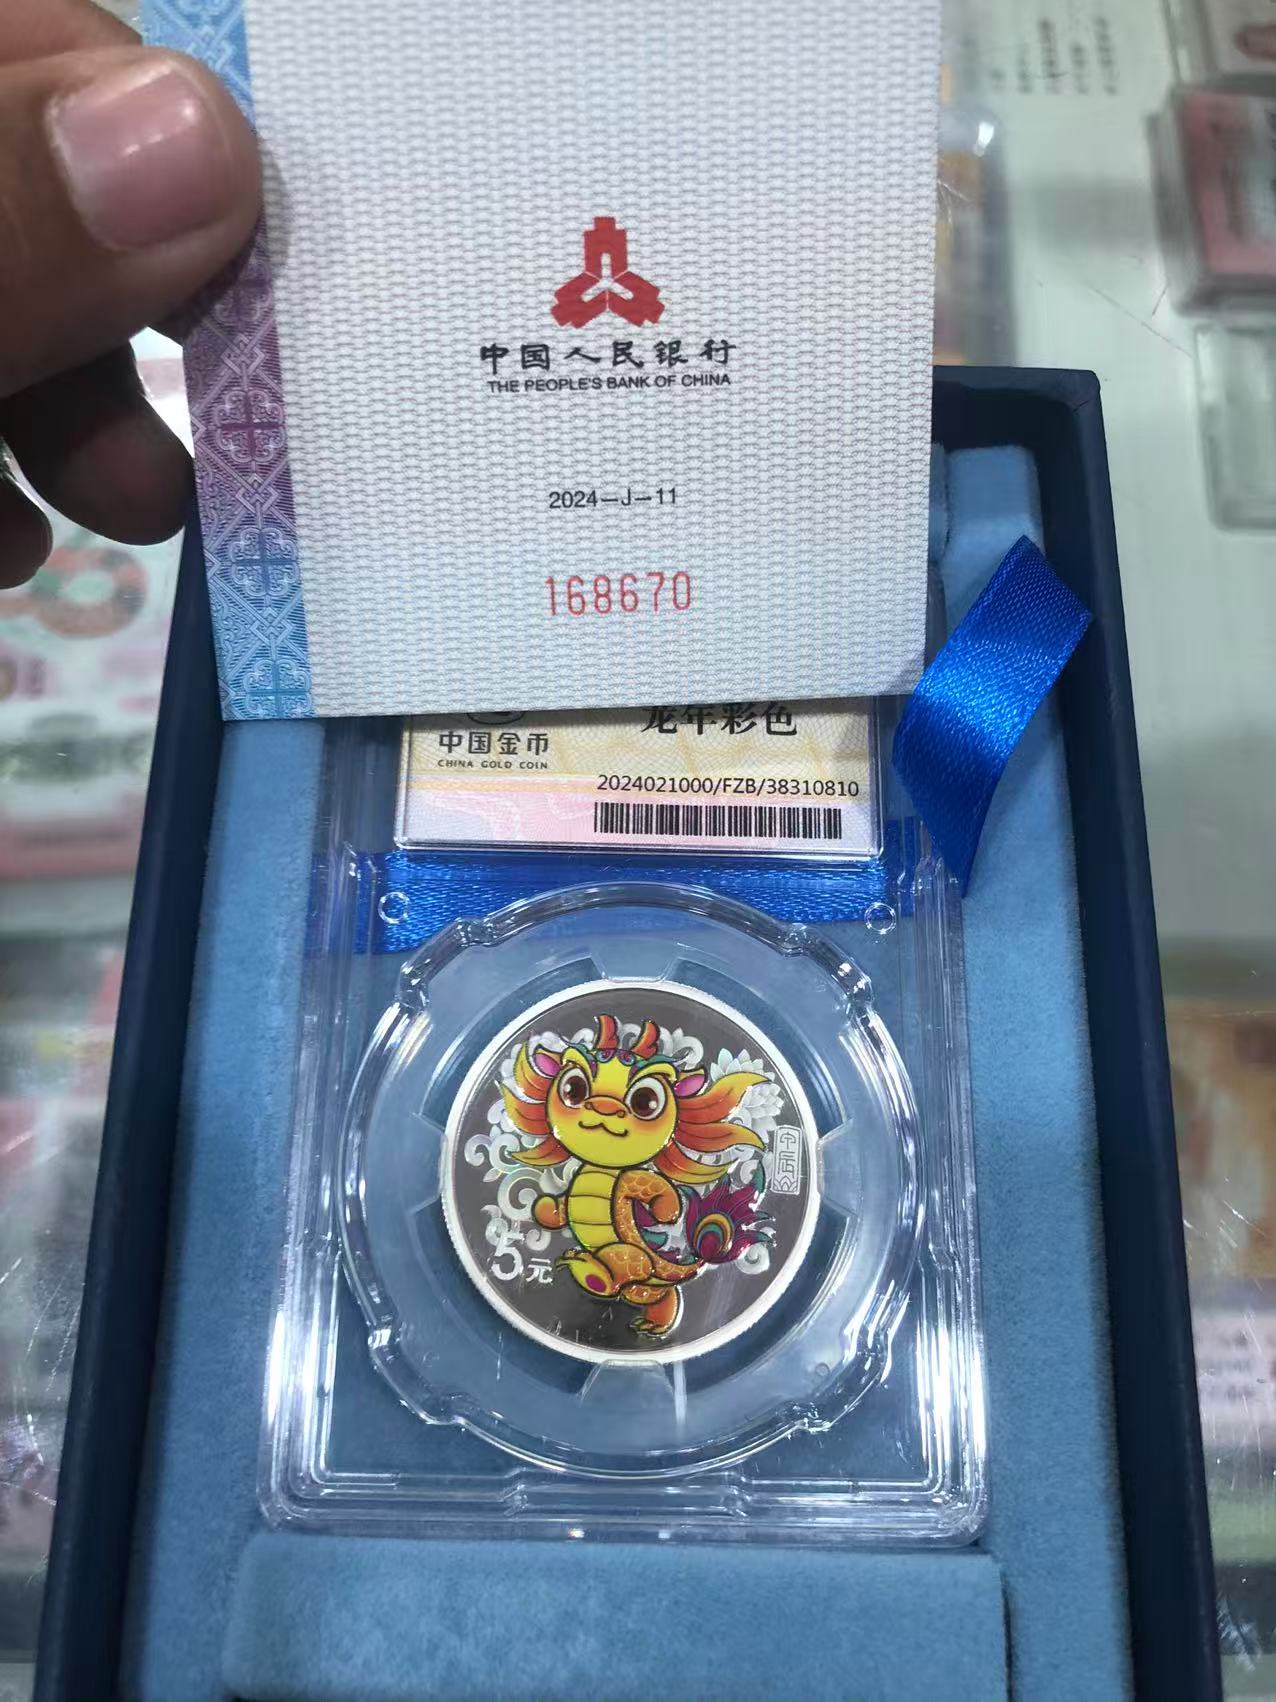 中国人民银行
THE PEOPLE'S BANK OF CHINA
2024-J-11
168670
龙年彩色
中国金币
CHINA GOLD COIN
2024021000/FZB/38310810
5元